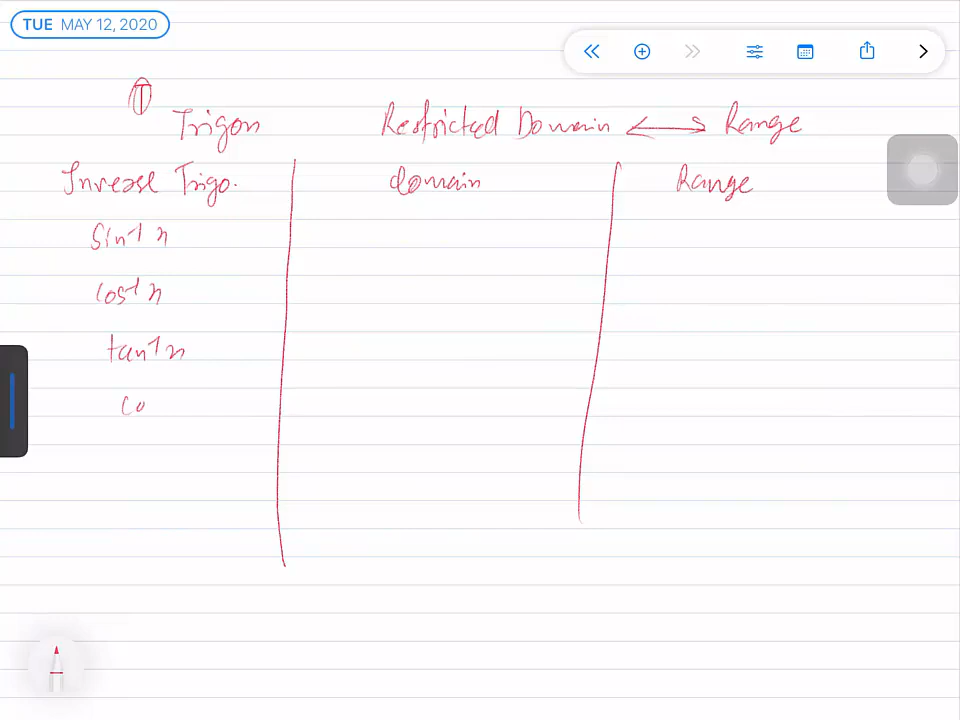 TUE MAY 12, 2020
①
Trigon Restricted Domain ⟷ Range
Inverse Trigo. domain Range
Sin⁻¹ x
Cos⁻¹ x
tan⁻¹ x
Co